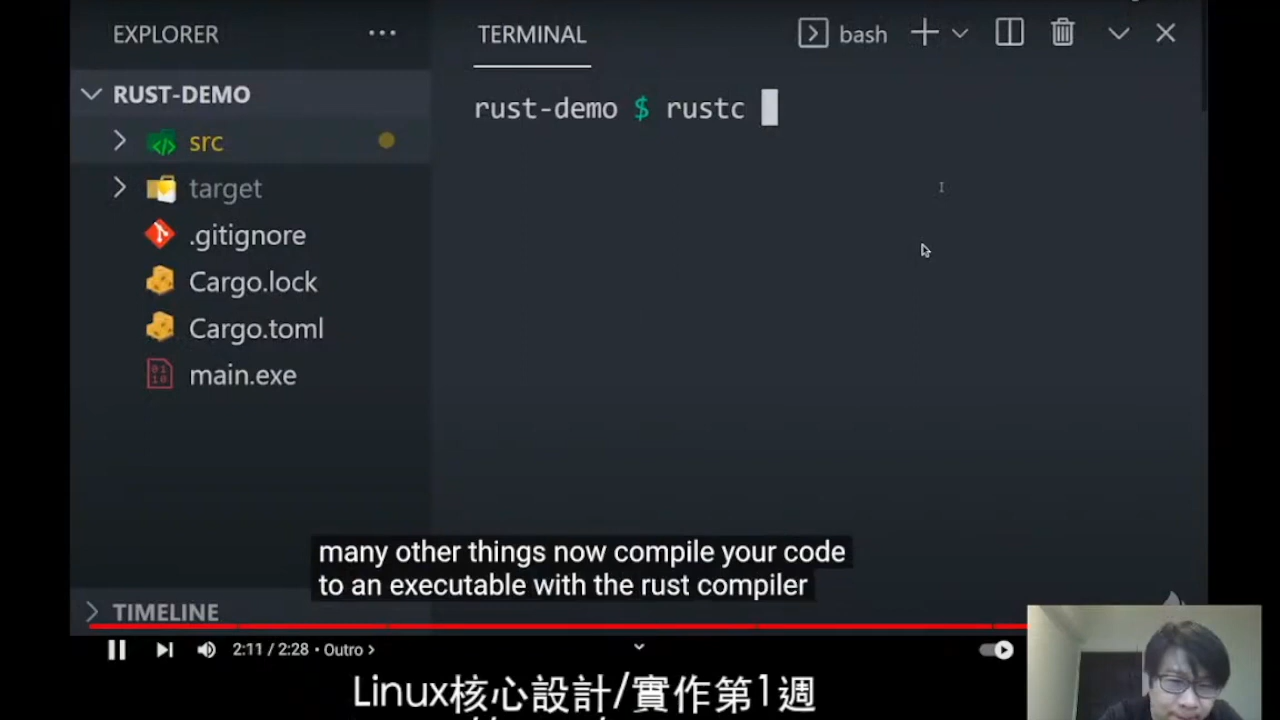 EXPLORER
TERMINAL
bash
RUST-DEMO
rust-demo $ rustc
src
target
.gitignore
Cargo.lock
Cargo.toml
main.exe
many other things now compile your code
to an executable with the rust compiler
TIMELINE
2:11 / 2:28 • Outro >
Linux核心設計/實作第1週